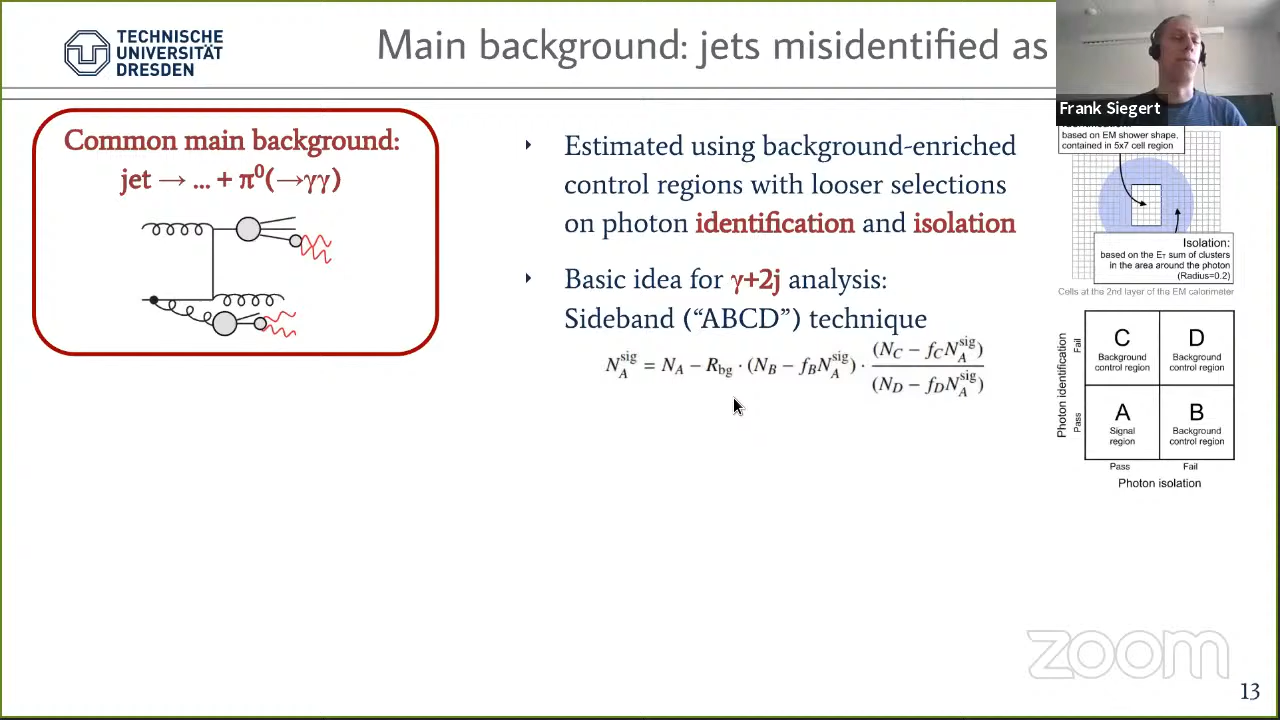 TECHNISCHE
UNIVERSITÄT
DRESDEN
Main background: jets misidentified as
Frank Siegert
Common main background:
jet → ... + π⁰(→γγ)
‣ Estimated using background-enriched
control regions with looser selections
on photon identification and isolation
‣ Basic idea for γ+2j analysis:
Sideband (“ABCD”) technique
N_A^sig = N_A − R_bg · (N_B − f_B N_A^sig) · (N_C − f_C N_A^sig) / (N_D − f_D N_A^sig)
based on EM shower shape,
contained in 5x7 cell region
Isolation:
based on the E_T sum of clusters
in the area around the photon
(Radius=0.2)
Cells at the 2nd layer of the EM calorimeter
Photon identification
Fail
Pass
C
Background
control region
D
Background
control region
A
Signal
region
B
Background
control region
Pass
Fail
Photon isolation
zoom
13